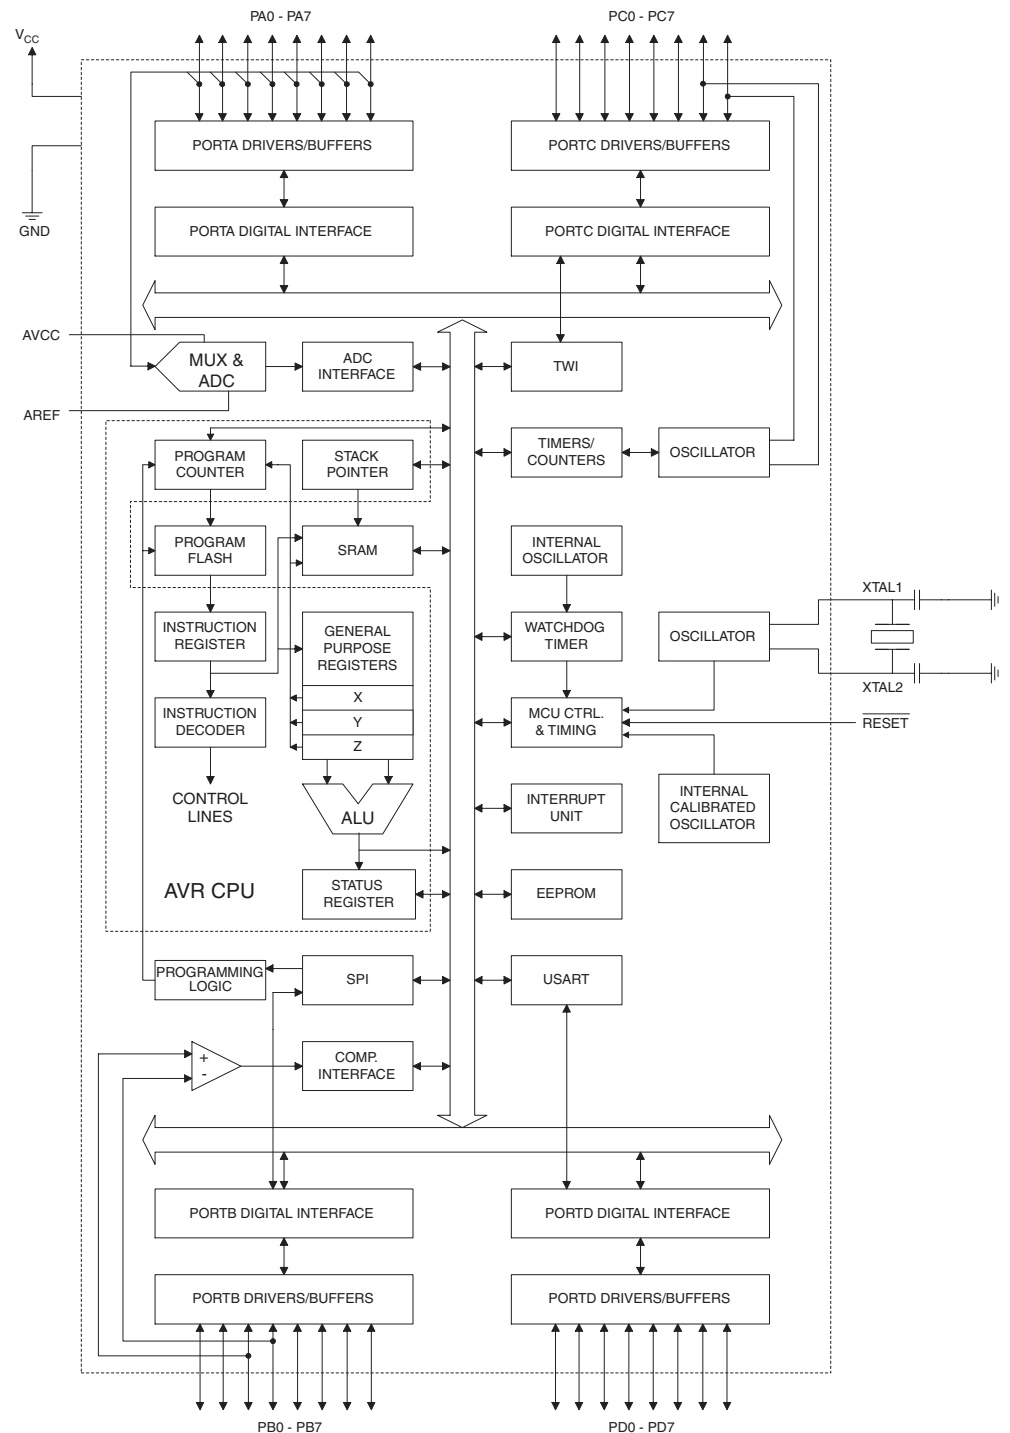 PA0 - PA7
PC0 - PC7
VCC
PORTA DRIVERS/BUFFERS
PORTC DRIVERS/BUFFERS
GND
PORTA DIGITAL INTERFACE
PORTC DIGITAL INTERFACE
AVCC
MUX &
ADC
ADC
INTERFACE
TWI
AREF
PROGRAM
COUNTER
STACK
POINTER
TIMERS/
COUNTERS
OSCILLATOR
PROGRAM
FLASH
SRAM
INTERNAL
OSCILLATOR
XTAL1
INSTRUCTION
REGISTER
GENERAL
PURPOSE
REGISTERS
WATCHDOG
TIMER
OSCILLATOR
XTAL2
X
Y
Z
INSTRUCTION
DECODER
MCU CTRL.
& TIMING
RESET
CONTROL
LINES
ALU
INTERRUPT
UNIT
INTERNAL
CALIBRATED
OSCILLATOR
AVR CPU
STATUS
REGISTER
EEPROM
PROGRAMMING
LOGIC
SPI
USART
+
-
COMP.
INTERFACE
PORTB DIGITAL INTERFACE
PORTD DIGITAL INTERFACE
PORTB DRIVERS/BUFFERS
PORTD DRIVERS/BUFFERS
PB0 - PB7
PD0 - PD7